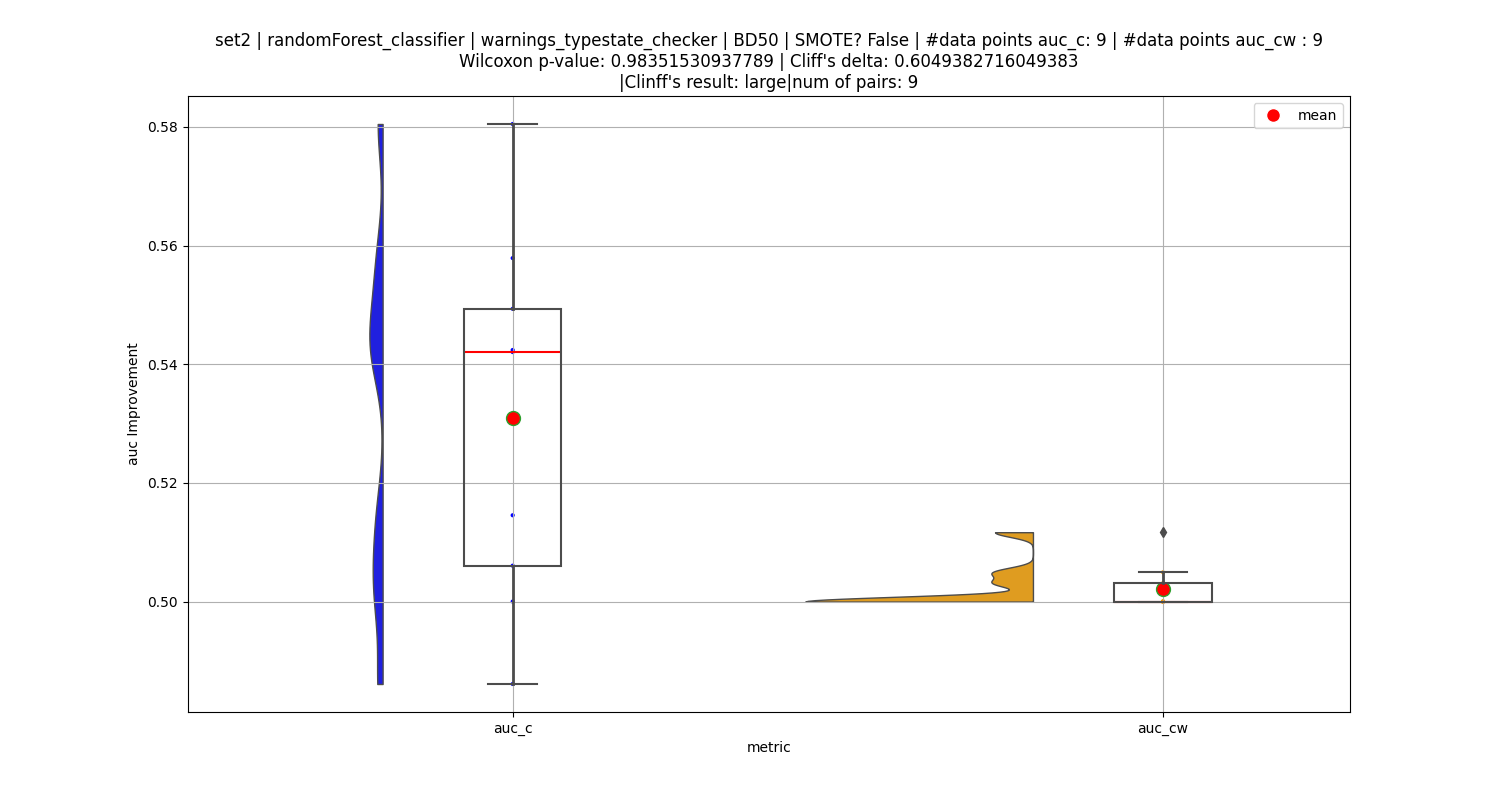 set2 | randomForest_classifier | warnings_typestate_checker | BD50 | SMOTE? False | #data points auc_c: 9 | #data points auc_cw : 9
Wilcoxon p-value: 0.98351530937789 | Cliff's delta: 0.6049382716049383
|Clinff's result: large|num of pairs: 9
mean
0.58
0.56
0.54
0.52
0.50
auc Improvement
auc_c
auc_cw
metric